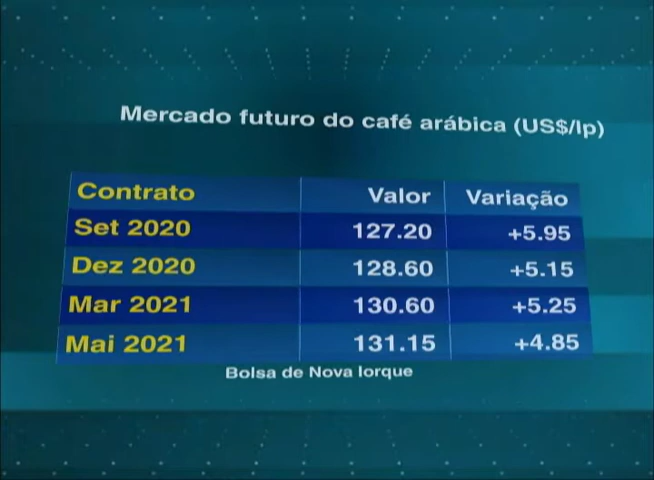 Mercado futuro do café arábica (US$/lp)
Contrato Valor Variação
Set 2020 127.20 +5.95
Dez 2020 128.60 +5.15
Mar 2021 130.60 +5.25
Mai 2021 131.15 +4.85
Bolsa de Nova Iorque